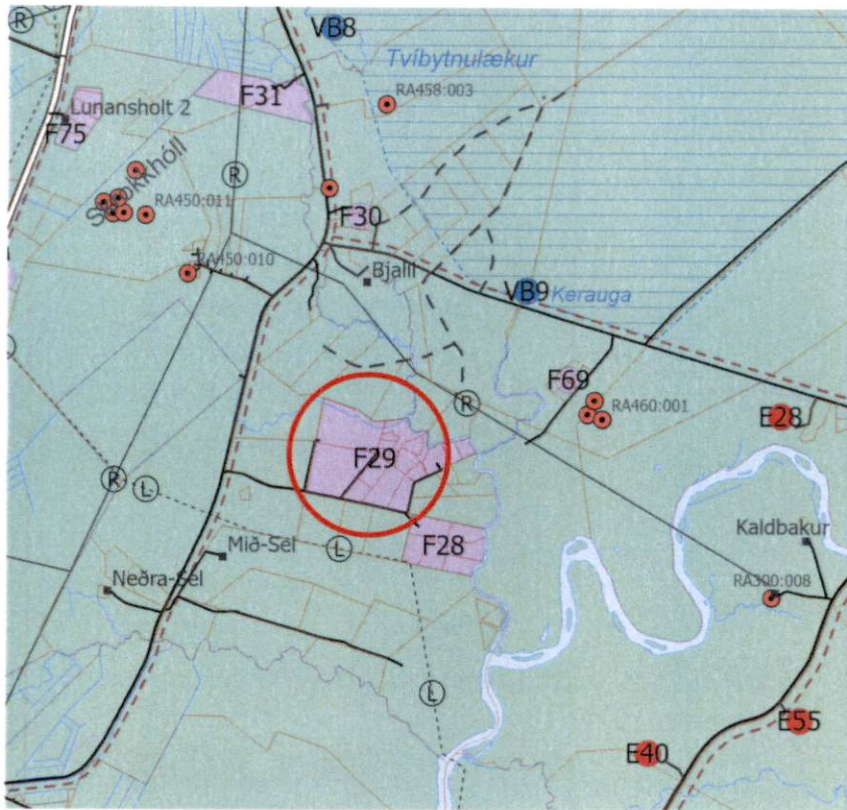 R
VB8
Tvíbytnulækur
F31
RA458:003
Lunansholt 2
F75
R
RA450:011
F30
RA450:010
Bjalli
VB9 Kerauga
F69
R
RA460:001
E28
F29
R
L
Kaldbakur
Mið-Sel
L
F28
Neðra-Sel
RA300:008
L
E55
E40